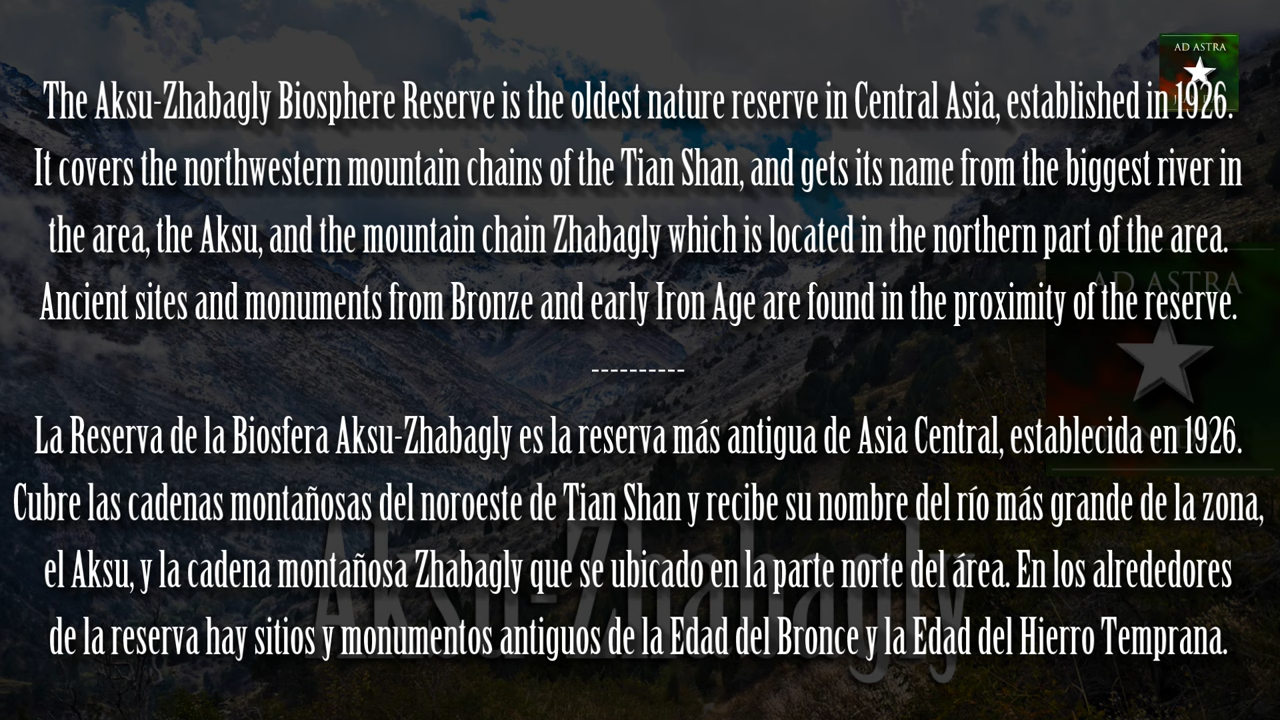 AD ASTRA
The Aksu-Zhabagly Biosphere Reserve is the oldest nature reserve in Central Asia, established in 1926.
It covers the northwestern mountain chains of the Tian Shan, and gets its name from the biggest river in
the area, the Aksu, and the mountain chain Zhabagly which is located in the northern part of the area.
AD ASTRA
Ancient sites and monuments from Bronze and early Iron Age are found in the proximity of the reserve.
----------
La Reserva de la Biosfera Aksu-Zhabagly es la reserva más antigua de Asia Central, establecida en 1926.
Cubre las cadenas montañosas del noroeste de Tian Shan y recibe su nombre del río más grande de la zona,
el Aksu, y la cadena montañosa Zhabagly que se ubicado en la parte norte del área. En los alrededores
Aksu-Zhabagly
de la reserva hay sitios y monumentos antiguos de la Edad del Bronce y la Edad del Hierro Temprana.